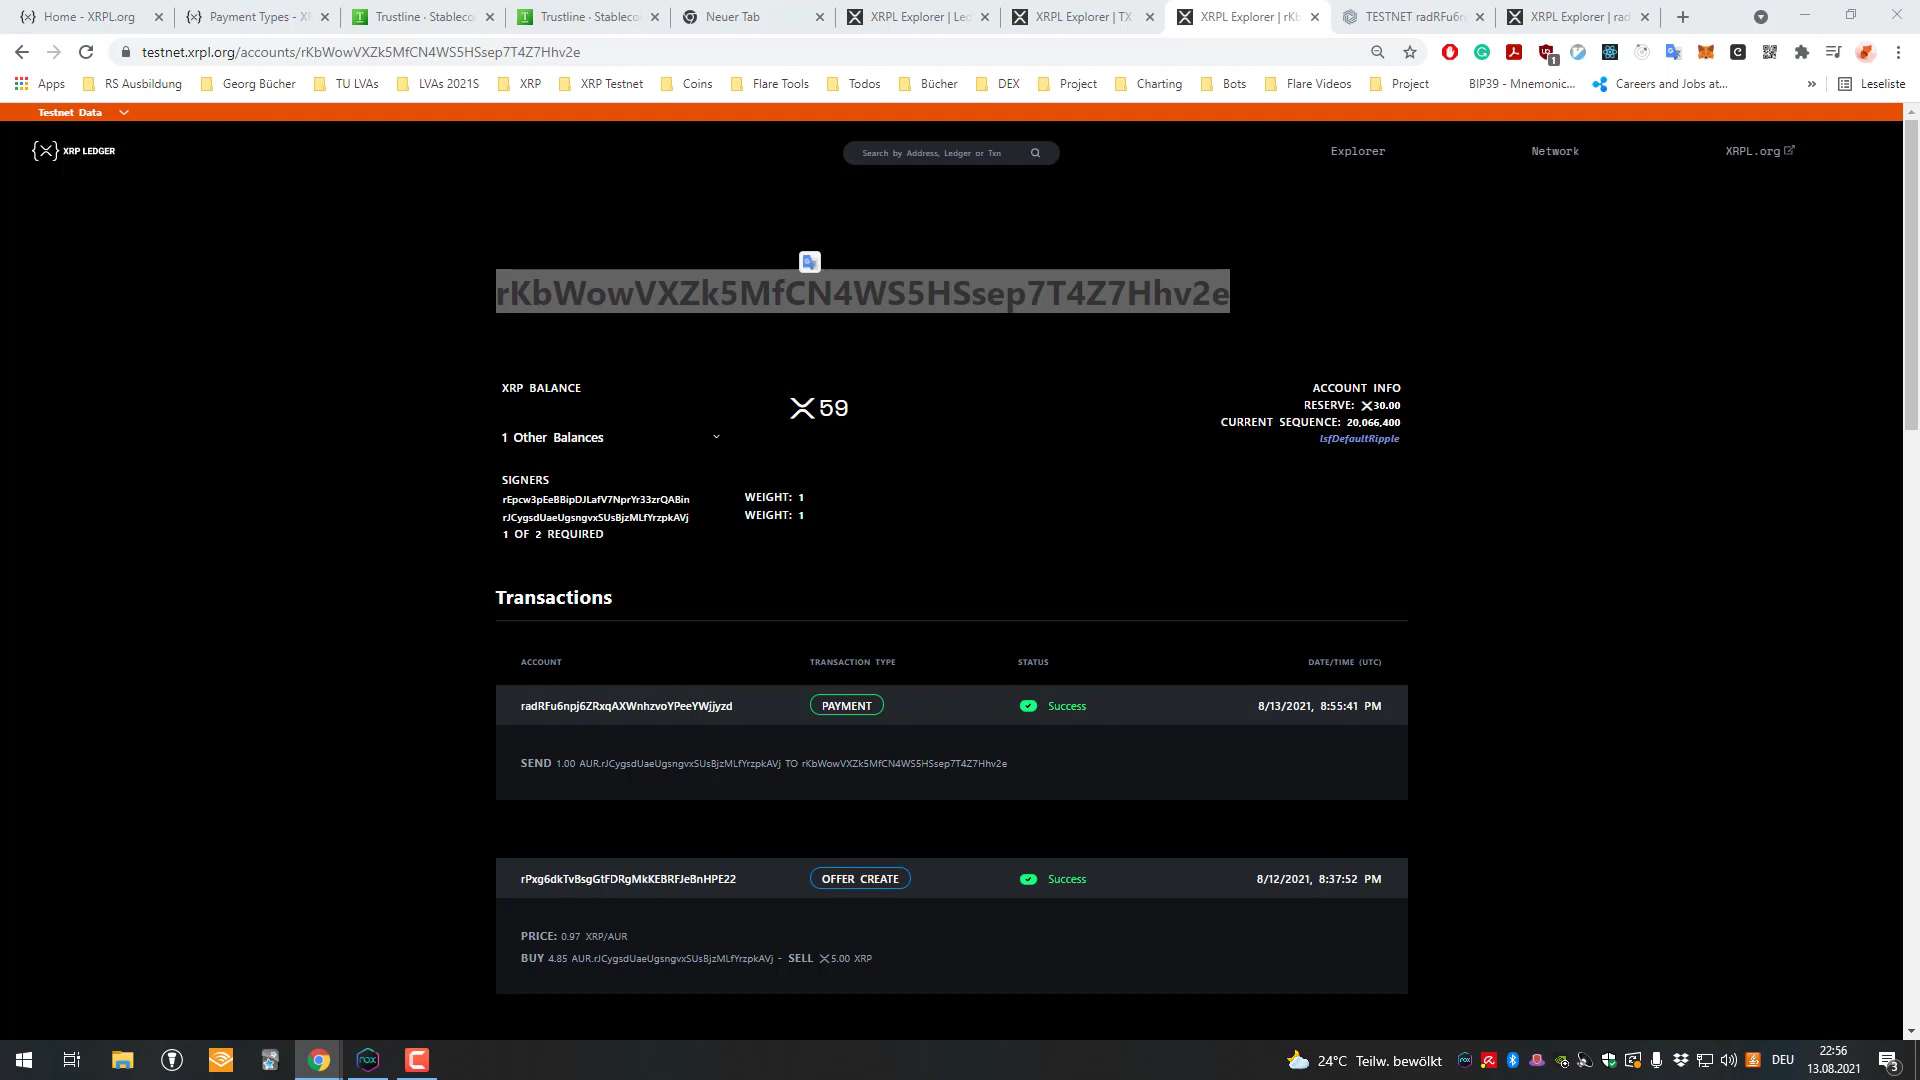 Home - XRPL.org
Payment Types - XF
Trustline · Stableco
Trustline · Stableco
Neuer Tab
XRPL Explorer | Lec
XRPL Explorer | TX
XRPL Explorer | rKb
TESTNET radRFu6n
XRPL Explorer | rad
testnet.xrpl.org/accounts/rKbWowVXZk5MfCN4WS5HSsep7T4Z7Hhv2e
Apps
RS Ausbildung
Georg Bücher
TU LVAs
LVAs 2021S
XRP
XRP Testnet
Coins
Flare Tools
Todos
Bücher
DEX
Project
Charting
Bots
Flare Videos
Project
BIP39 - Mnemonic...
Careers and Jobs at...
»
Leseliste
Testnet Data
XRP LEDGER
Search by Address, Ledger or Txn
Explorer
Network
XRPL.org
rKbWowVXZk5MfCN4WS5HSsep7T4Z7Hhv2e
XRP BALANCE
59
1 Other Balances
ACCOUNT INFO
RESERVE: 30.00
CURRENT SEQUENCE: 20,066,400
lsfDefaultRipple
SIGNERS
rEpcw3pEeBBipDJLafV7NprYr33zrQABin WEIGHT: 1
rJCygsdUaeUgsngvxSUsBjzMLfYrzpkAVj WEIGHT: 1
1 OF 2 REQUIRED
Transactions
ACCOUNT TRANSACTION TYPE STATUS DATE/TIME (UTC)
radRFu6npj6ZRxqAXWnhzvoYPeeYWjjyzd PAYMENT Success 8/13/2021, 8:55:41 PM
SEND 1.00 AUR.rJCygsdUaeUgsngvxSUsBjzMLfYrzpkAVj TO rKbWowVXZk5MfCN4WS5HSsep7T4Z7Hhv2e
rPxg6dkTvBsgGtFDRgMkKEBRFJeBnHPE22 OFFER CREATE Success 8/12/2021, 8:37:52 PM
PRICE: 0.97 XRP/AUR
BUY 4.85 AUR.rJCygsdUaeUgsngvxSUsBjzMLfYrzpkAVj - SELL 5.00 XRP
24°C Teilw. bewölkt
DEU
22:56
13.08.2021
3